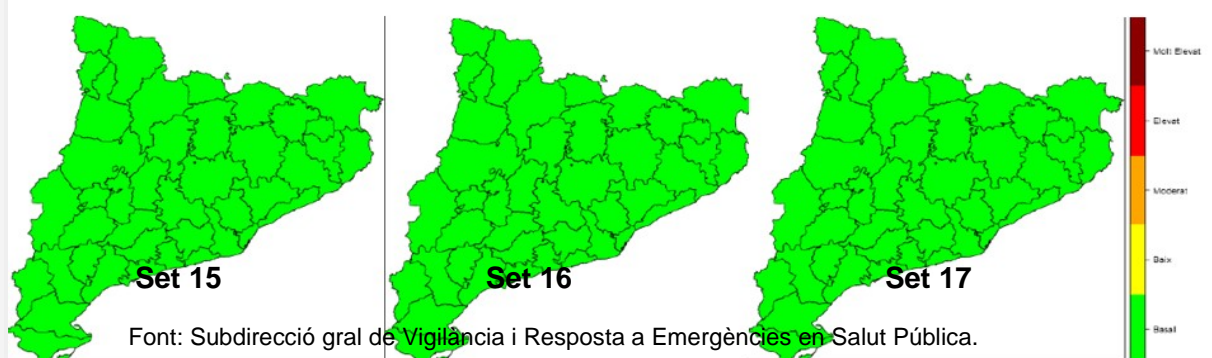 Molt Elevat
Elevat
Moderat
Baix
Basall
Set 15
Set 16
Set 17
Font: Subdirecció gral de Vigilància i Resposta a Emergències en Salut Pública.